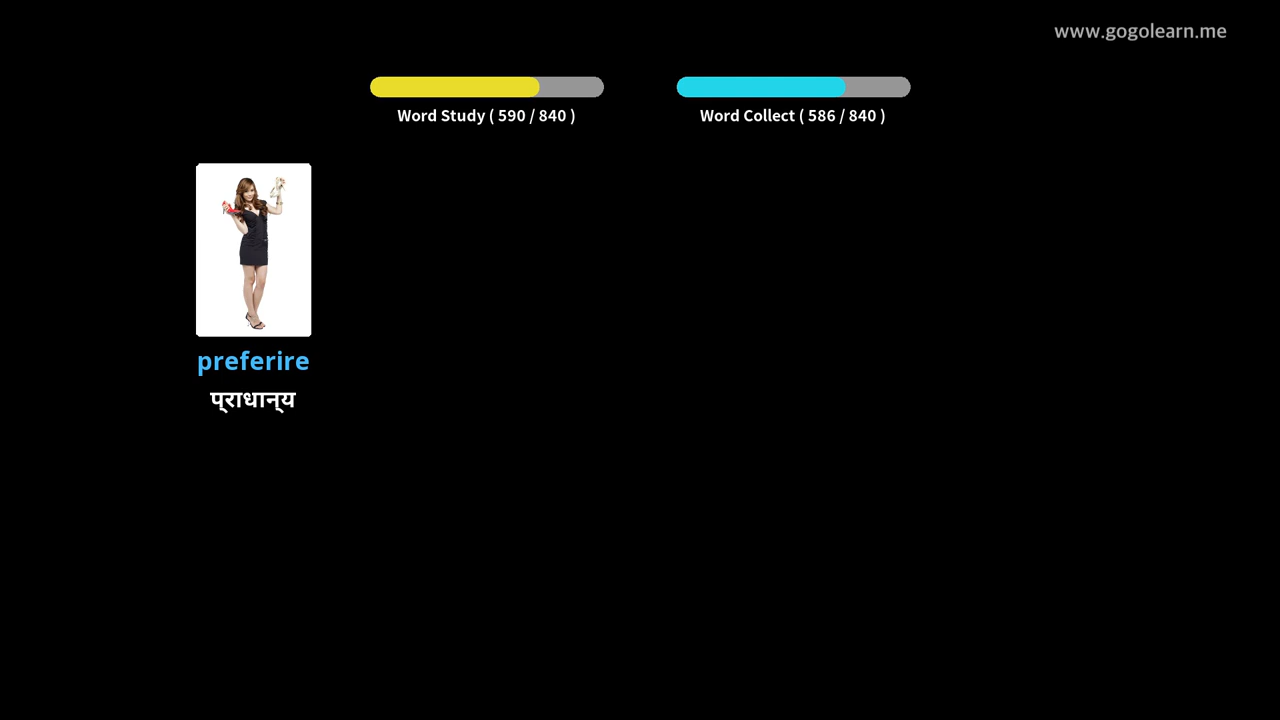 www.gogolearn.me
Word Study ( 590 / 840 )
Word Collect ( 586 / 840 )
preferire
प्राधान्य